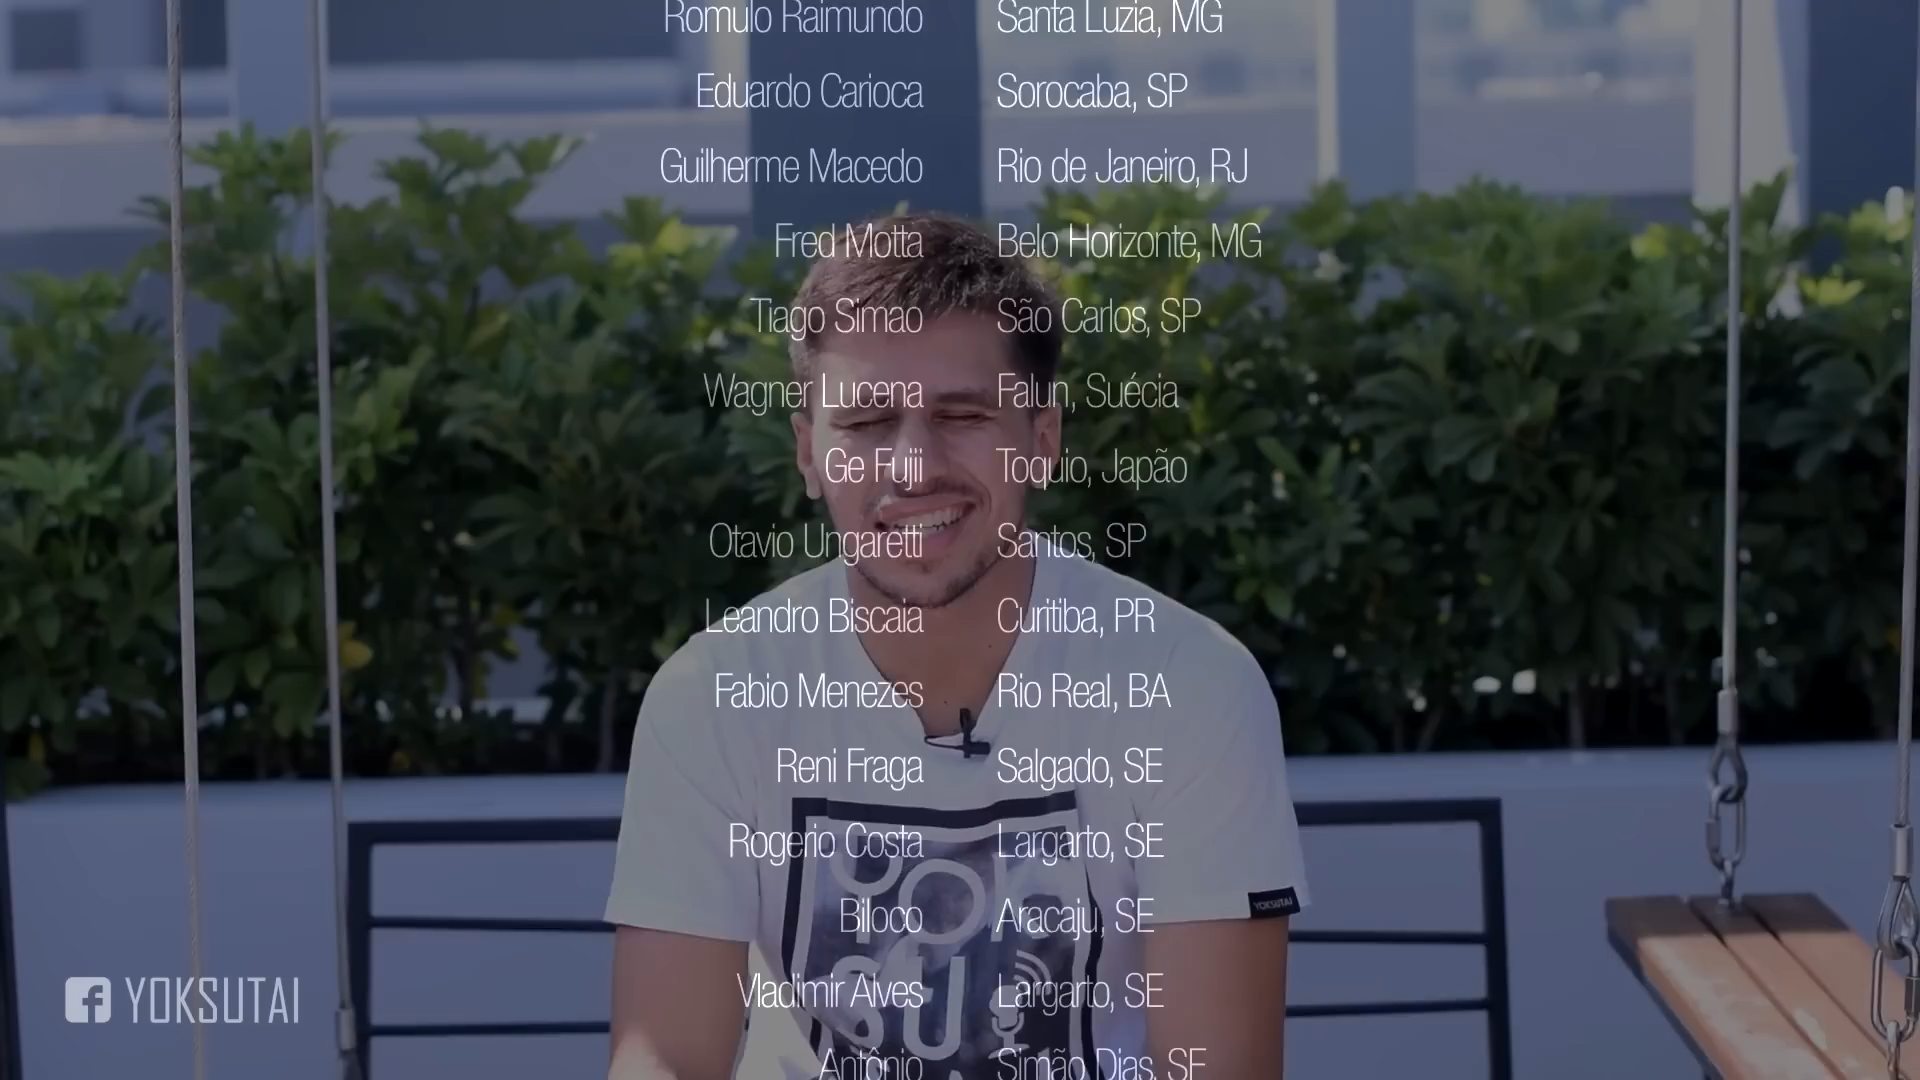 Romulo Raimundo Santa Luzia, MG
Eduardo Carioca Sorocaba, SP
Guilherme Macedo Rio de Janeiro, RJ
Fred Motta Belo Horizonte, MG
Tiago Simao São Carlos, SP
Wagner Lucena Falun, Suécia
Ge Fujii Toquio, Japão
Otavio Ungaretti Santos, SP
Leandro Biscaia Curitiba, PR
Fabio Menezes Rio Real, BA
Reni Fraga Salgado, SE
Rogerio Costa Largarto, SE
Biloco Aracaju, SE
Vladimir Alves Largarto, SE
Antônio Simão Dias, SE
YOKSUTAI
YOK
SU
YOKSUTAI